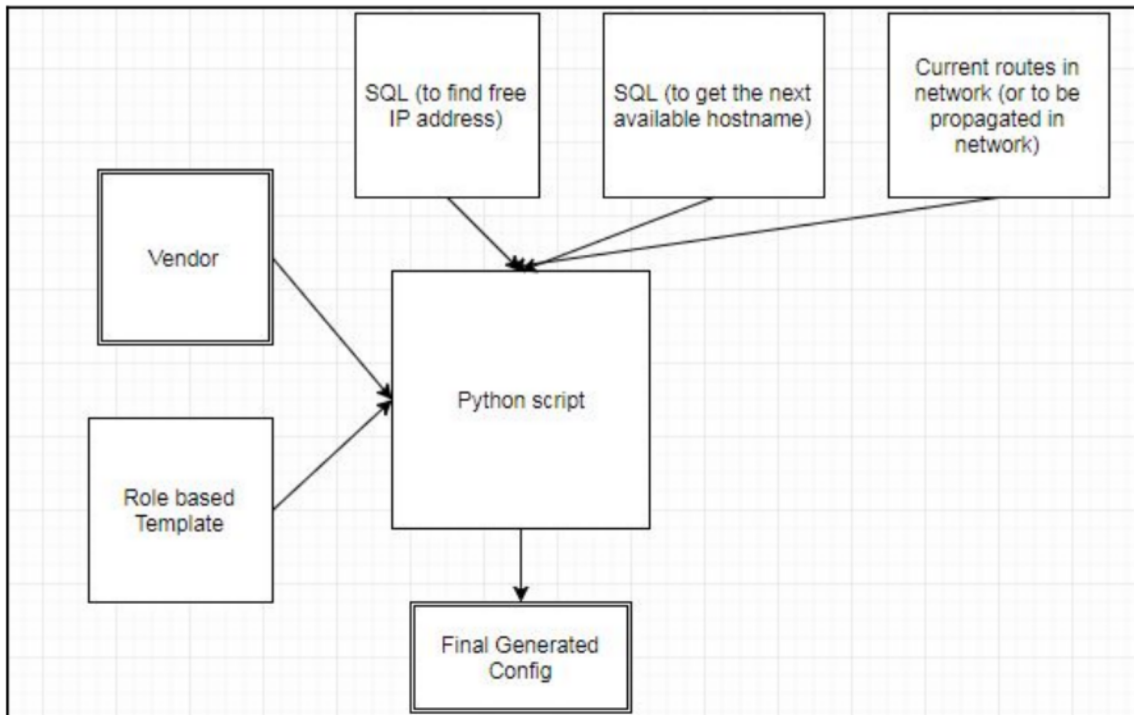 SQL (to find free
IP address)
SQL (to get the next
available hostname)
Current routes in
network (or to be
propagated in
network)
Vendor
Python script
Role based
Template
Final Generated
Config